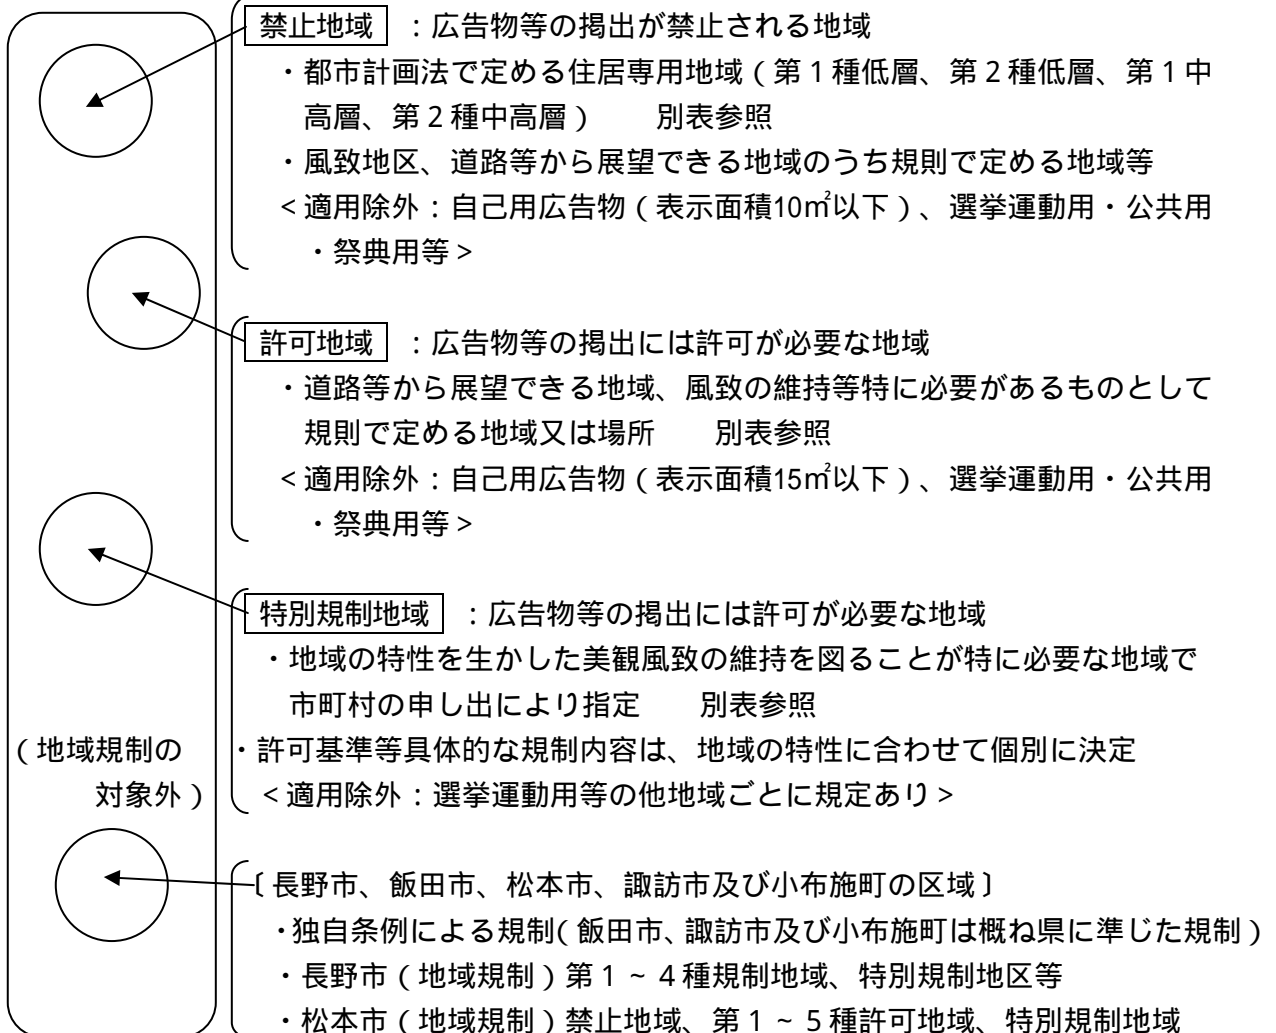 禁止地域 ：広告物等の掲出が禁止される地域
・都市計画法で定める住居専用地域（第１種低層、第２種低層、第１中
高層、第２種中高層）　　別表参照
・風致地区、道路等から展望できる地域のうち規則で定める地域等
＜適用除外：自己用広告物（表示面積10㎡以下）、選挙運動用・公共用
・祭典用等＞
許可地域 ：広告物等の掲出には許可が必要な地域
・道路等から展望できる地域、風致の維持等特に必要があるものとして
規則で定める地域又は場所　　別表参照
＜適用除外：自己用広告物（表示面積15㎡以下）、選挙運動用・公共用
・祭典用等＞
特別規制地域 ：広告物等の掲出には許可が必要な地域
・地域の特性を生かした美観風致の維持を図ることが特に必要な地域で
市町村の申し出により指定　　別表参照
（地域規制の
対象外）
・許可基準等具体的な規制内容は、地域の特性に合わせて個別に決定
＜適用除外：選挙運動用等の他地域ごとに規定あり＞
〔長野市、飯田市、松本市、諏訪市及び小布施町の区域〕
・独自条例による規制（飯田市、諏訪市及び小布施町は概ね県に準じた規制）
・長野市（地域規制）第１～４種規制地域、特別規制地区等
・松本市（地域規制）禁止地域、第１～５種許可地域、特別規制地域